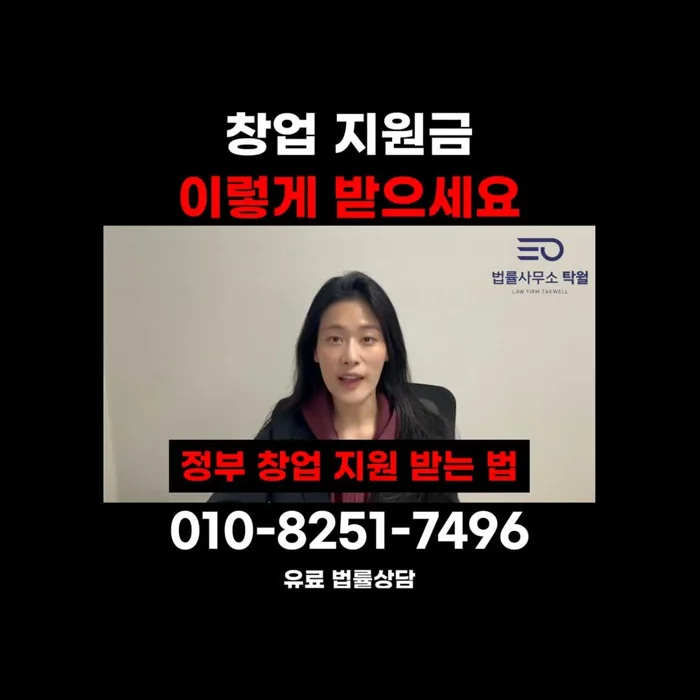 창업 지원금
이렇게 받으세요
법률사무소 탁월
LAW FIRM TAKWELL
정부 창업 지원 받는 법
010-8251-7496
유료 법률상담